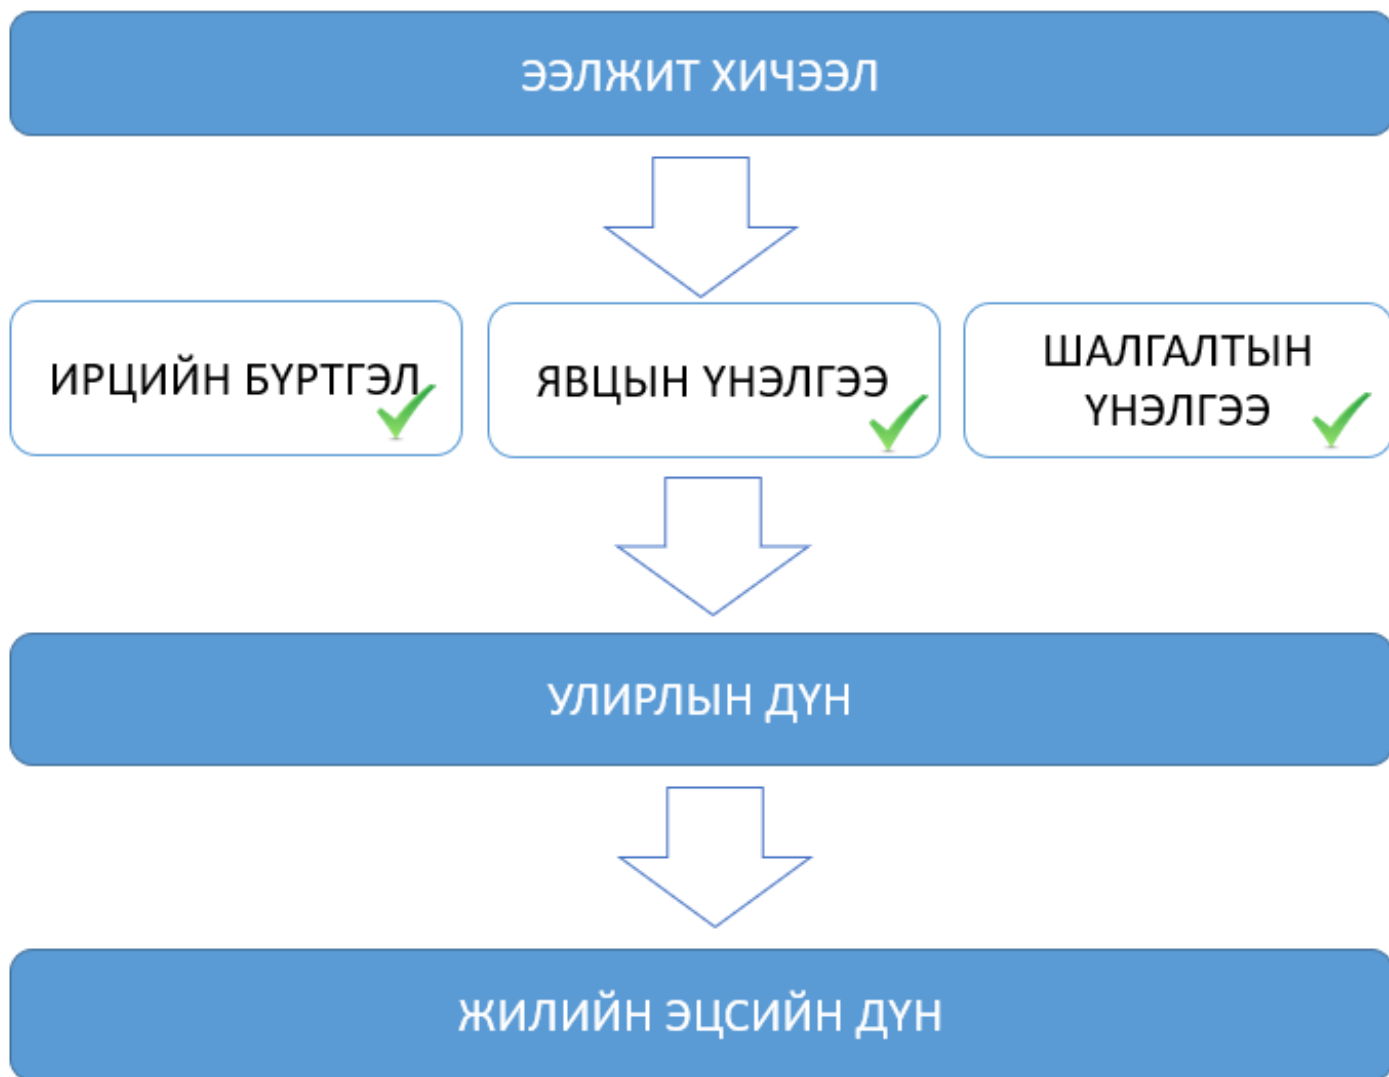 ЭЭЛЖИТ ХИЧЭЭЛ
ИРЦИЙН БҮРТГЭЛ
ЯВЦЫН ҮНЭЛГЭЭ
ШАЛГАЛТЫН
ҮНЭЛГЭЭ
УЛИРЛЫН ДҮН
ЖИЛИЙН ЭЦСИЙН ДҮН